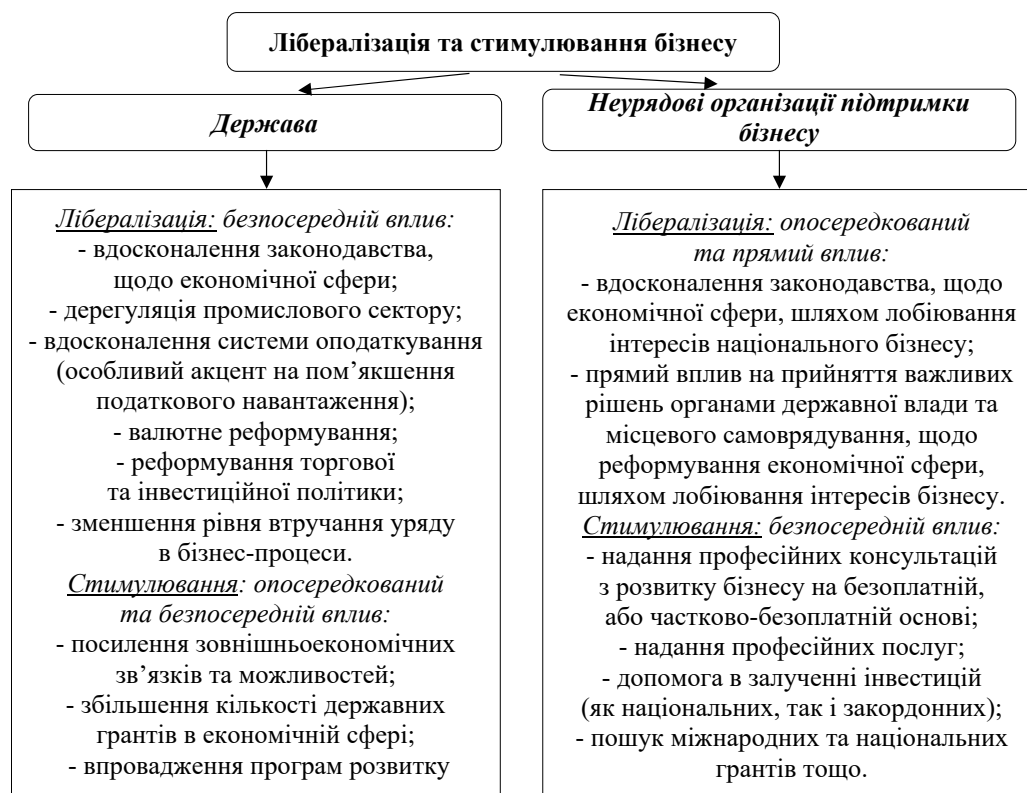 Лібералізація та стимулювання бізнесу
Держава
Неурядові організації підтримки
бізнесу
Лібералізація: безпосередній вплив:
- вдосконалення законодавства,
щодо економічної сфери;
- дерегуляція промислового сектору;
- вдосконалення системи оподаткування
(особливий акцент на пом’якшення
податкового навантаження);
- валютне реформування;
- реформування торгової
та інвестиційної політики;
- зменшення рівня втручання уряду
в бізнес-процеси.
Стимулювання: опосередкований
та безпосередній вплив:
- посилення зовнішньоекономічних
зв’язків та можливостей;
- збільшення кількості державних
грантів в економічній сфері;
- впровадження програм розвитку
Лібералізація: опосередкований
та прямий вплив:
- вдосконалення законодавства, щодо
економічної сфери, шляхом лобіювання
інтересів національного бізнесу;
- прямий вплив на прийняття важливих
рішень органами державної влади та
місцевого самоврядування, щодо
реформування економічної сфери,
шляхом лобіювання інтересів бізнесу.
Стимулювання: безпосередній вплив:
- надання професійних консультацій
з розвитку бізнесу на безоплатній,
або частково-безоплатній основі;
- надання професійних послуг;
- допомога в залученні інвестицій
(як національних, так і закордонних);
- пошук міжнародних та національних
грантів тощо.